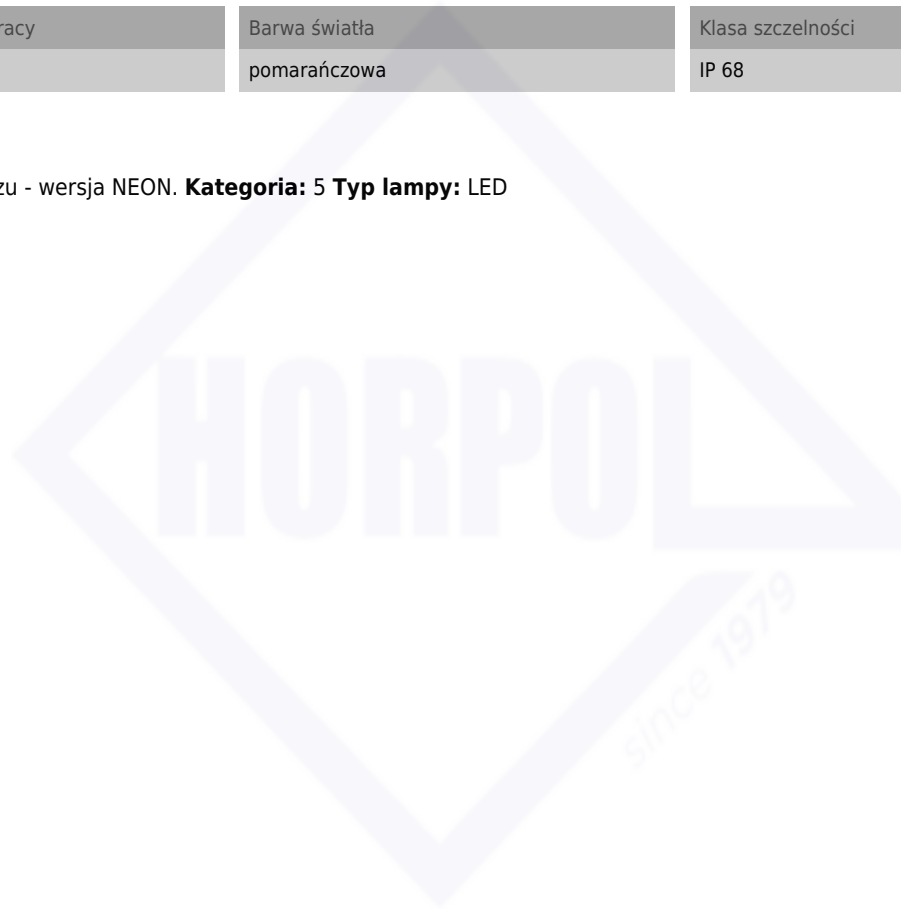 racy Barwa światła Klasa szczelności
pomarańczowa IP 68
zu - wersja NEON. Kategoria: 5 Typ lampy: LED
HORPOL
since 1979